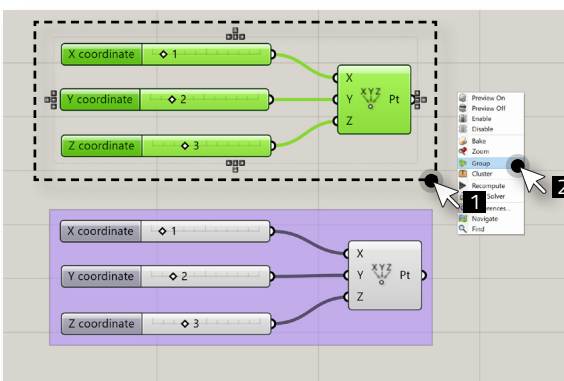 X coordinate 1
Y coordinate 2
Z coordinate 3
X
Y
Z
XYZ
Pt
Preview On
Preview Off
Enable
Disable
Bake
Zoom
Group
Cluster
Recompute
Solver
Navigate
Find
1
2
X coordinate 1
Y coordinate 2
Z coordinate 3
X
Y
Z
XYZ
Pt